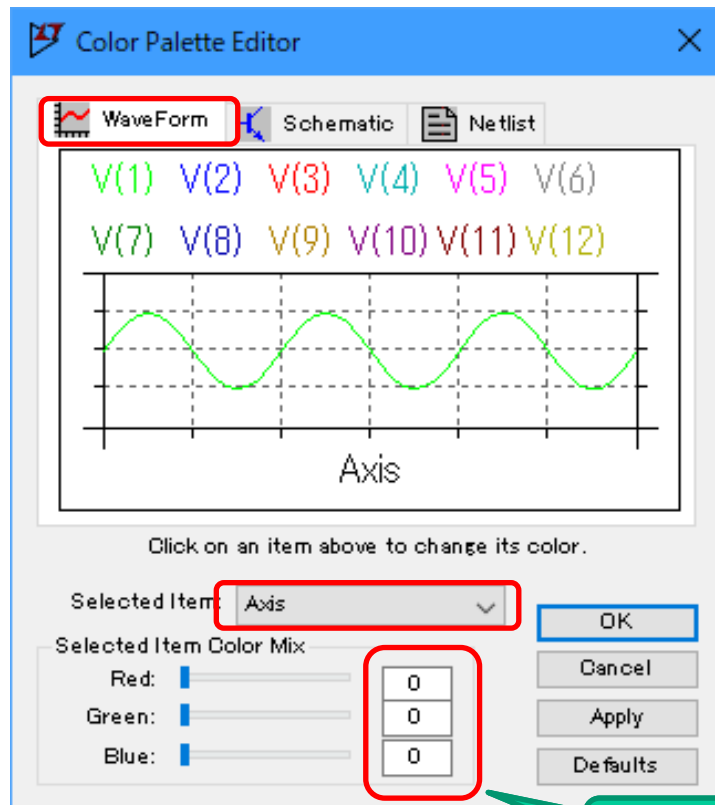 Color Palette Editor
WaveForm Schematic Netlist
V(1) V(2) V(3) V(4) V(5) V(6)
V(7) V(8) V(9) V(10) V(11) V(12)
Axis
Click on an item above to change its color.
Selected Item: Axis
OK
Selected Item Color Mix
Cancel
Red: 0
Green: 0
Apply
Blue: 0
Defaults